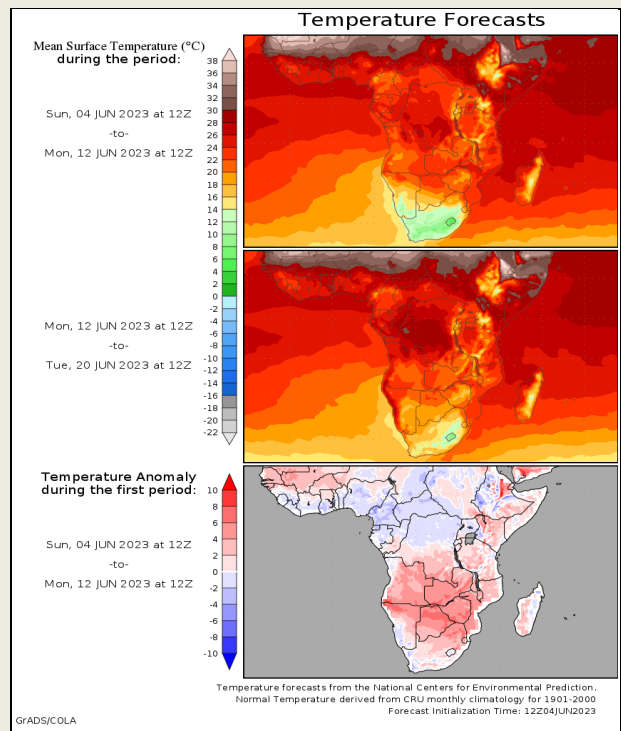 Temperature Forecasts
Mean Surface Temperature (°C)
during the period:
38
36
34
32
30
28
26
24
22
20
18
16
14
12
10
8
6
4
2
0
-2
-4
-6
-8
-10
-12
-14
-16
-18
-20
-22
Sun, 04 JUN 2023 at 12Z
-to-
Mon, 12 JUN 2023 at 12Z
Mon, 12 JUN 2023 at 12Z
-to-
Tue, 20 JUN 2023 at 12Z
Temperature Anomaly
during the first period:
10
8
6
4
2
0
-2
-4
-6
-8
-10
Sun, 04 JUN 2023 at 12Z
-to-
Mon, 12 JUN 2023 at 12Z
Temperature forecasts from the National Centers for Environmental Prediction.
Normal Temperature derived from CRU monthly climatology for 1901-2000
Forecast Initialization Time: 12Z04JUN2023
GrADS/COLA